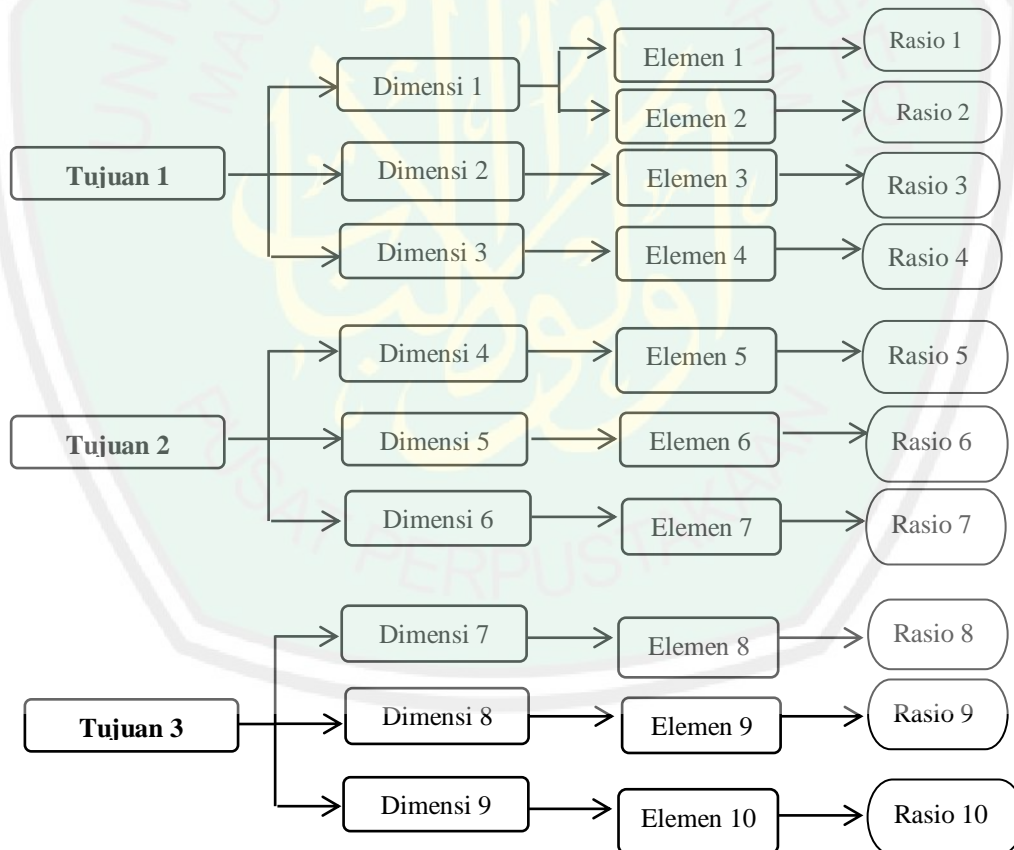 Elemen 1
Rasio 1
Dimensi 1
Elemen 2
Rasio 2
Tujuan 1
Dimensi 2
Elemen 3
Rasio 3
Dimensi 3
Elemen 4
Rasio 4
Dimensi 4
Elemen 5
Rasio 5
Tujuan 2
Dimensi 5
Elemen 6
Rasio 6
Dimensi 6
Elemen 7
Rasio 7
PUSAT PERPUSTAKAAN
Dimensi 7
Elemen 8
Rasio 8
Tujuan 3
Dimensi 8
Elemen 9
Rasio 9
Dimensi 9
Elemen 10
Rasio 10